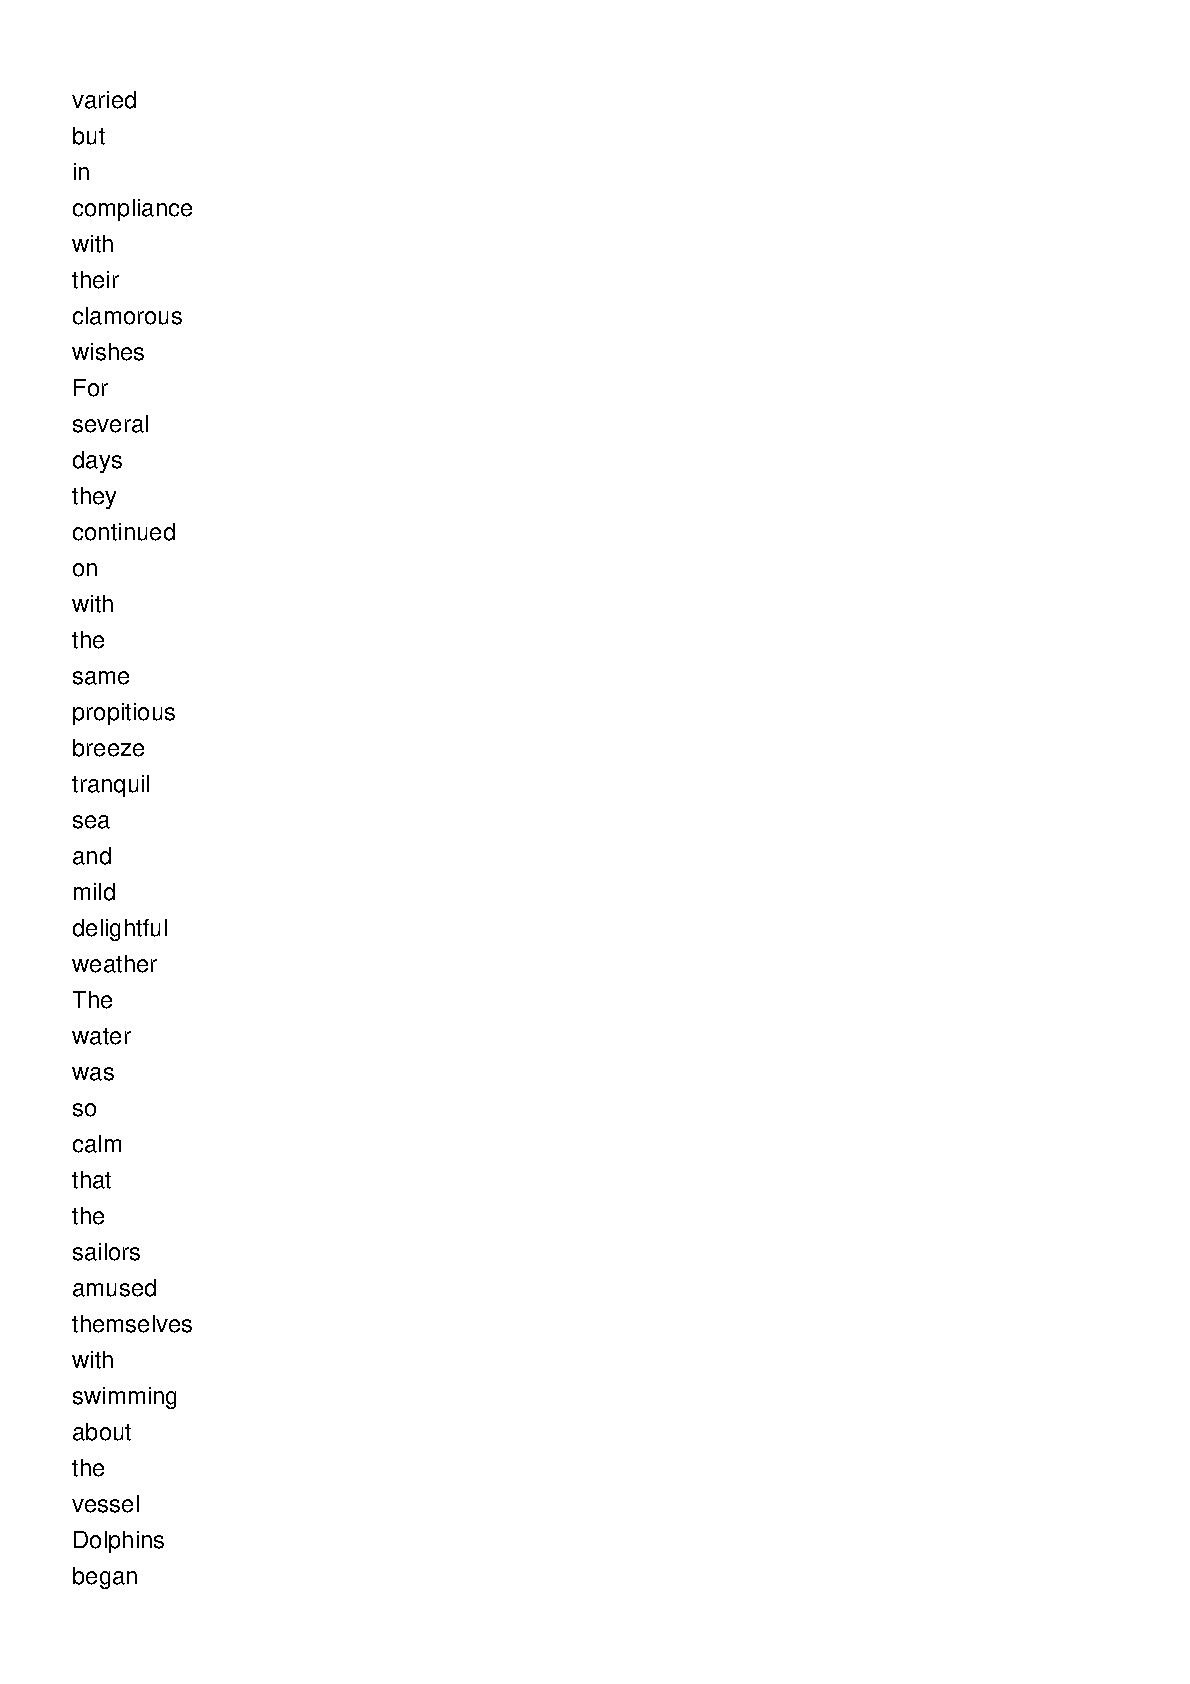 varied
but
in
compliance
with
their
clamorous
wishes
For
several
days
they
continued
on
with
the
same
propitious
breeze
tranquil
sea
and
mild
delightful
weather
The
water
was
so
calm
that
the
sailors
amused
themselves
with
swimming
about
the
vessel
Dolphins
began